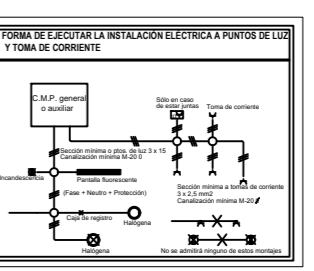 FORMA DE EJECUTAR LA INSTALACIÓN ELÉCTRICA A PUNTOS DE LUZ
Y TOMA DE CORRIENTE
C.M.P. general
o auxiliar
Sólo en caso
de estar juntas
Toma de corriente
Sección mínima o ptos. de luz 3 x 15
Canalización mínima M-20 0
Incandescencia
Pantalla fluorescente
(Fase + Neutro + Protección)
Sección mínima a tomas de corriente
3 x 2,5 mm2
Canalización mínima M-20
Caja de registro
Halógena
Halógena
No se admitirá ninguno de estos montajes